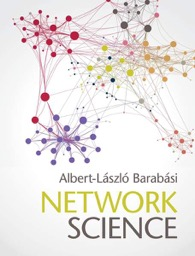 Albert-László Barabási
NETWORK
SCIENCE